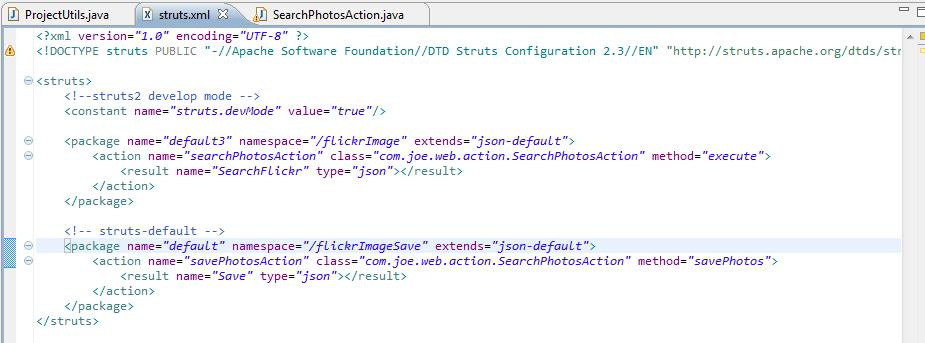 ProjectUtils.java struts.xml SearchPhotosAction.java
<?xml version="1.0" encoding="UTF-8" ?>
<!DOCTYPE struts PUBLIC "-//Apache Software Foundation//DTD Struts Configuration 2.3//EN" "http://struts.apache.org/dtds/str
<struts>
<!--struts2 develop mode -->
<constant name="struts.devMode" value="true"/>
<package name="default3" namespace="/flickrImage" extends="json-default">
<action name="searchPhotosAction" class="com.joe.web.action.SearchPhotosAction" method="execute">
<result name="SearchFlickr" type="json"></result>
</action>
</package>
<!-- struts-default -->
<package name="default" namespace="/flickrImageSave" extends="json-default">
<action name="savePhotosAction" class="com.joe.web.action.SearchPhotosAction" method="savePhotos">
<result name="Save" type="json"></result>
</action>
</package>
</struts>